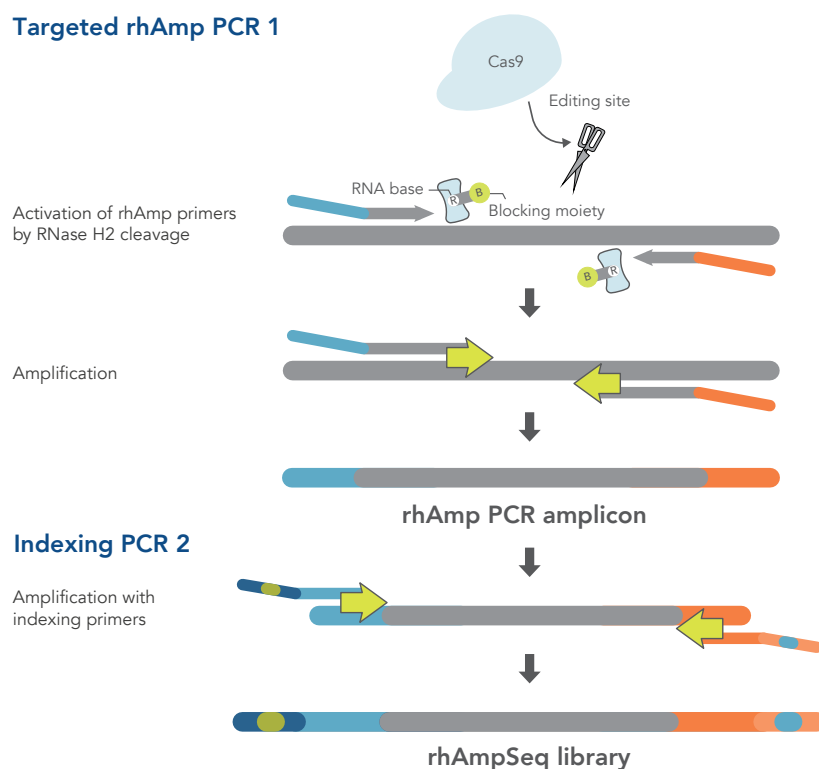 Targeted rhAmp PCR 1
Cas9
Editing site
RNA base
R
B
Blocking moiety
Activation of rhAmp primers
by RNase H2 cleavage
B
R
Amplification
rhAmp PCR amplicon
Indexing PCR 2
Amplification with
indexing primers
rhAmpSeq library